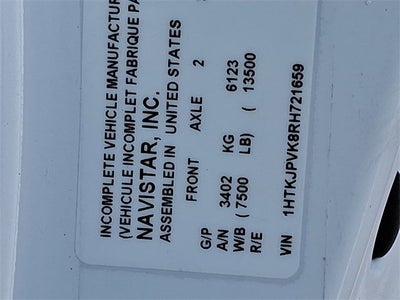 INCOMPLETE VEHICLE MANUFACTUR
(VEHICULE INCOMPLET FABRIQUE PA
NAVISTAR, INC.
ASSEMBLED IN UNITED STATES
FRONT AXLE 2
G/P
A/N 3402 KG 6123
W/B ( 7500 LB) ( 13500
R/E
VIN 1HTKJPVK8RH721659